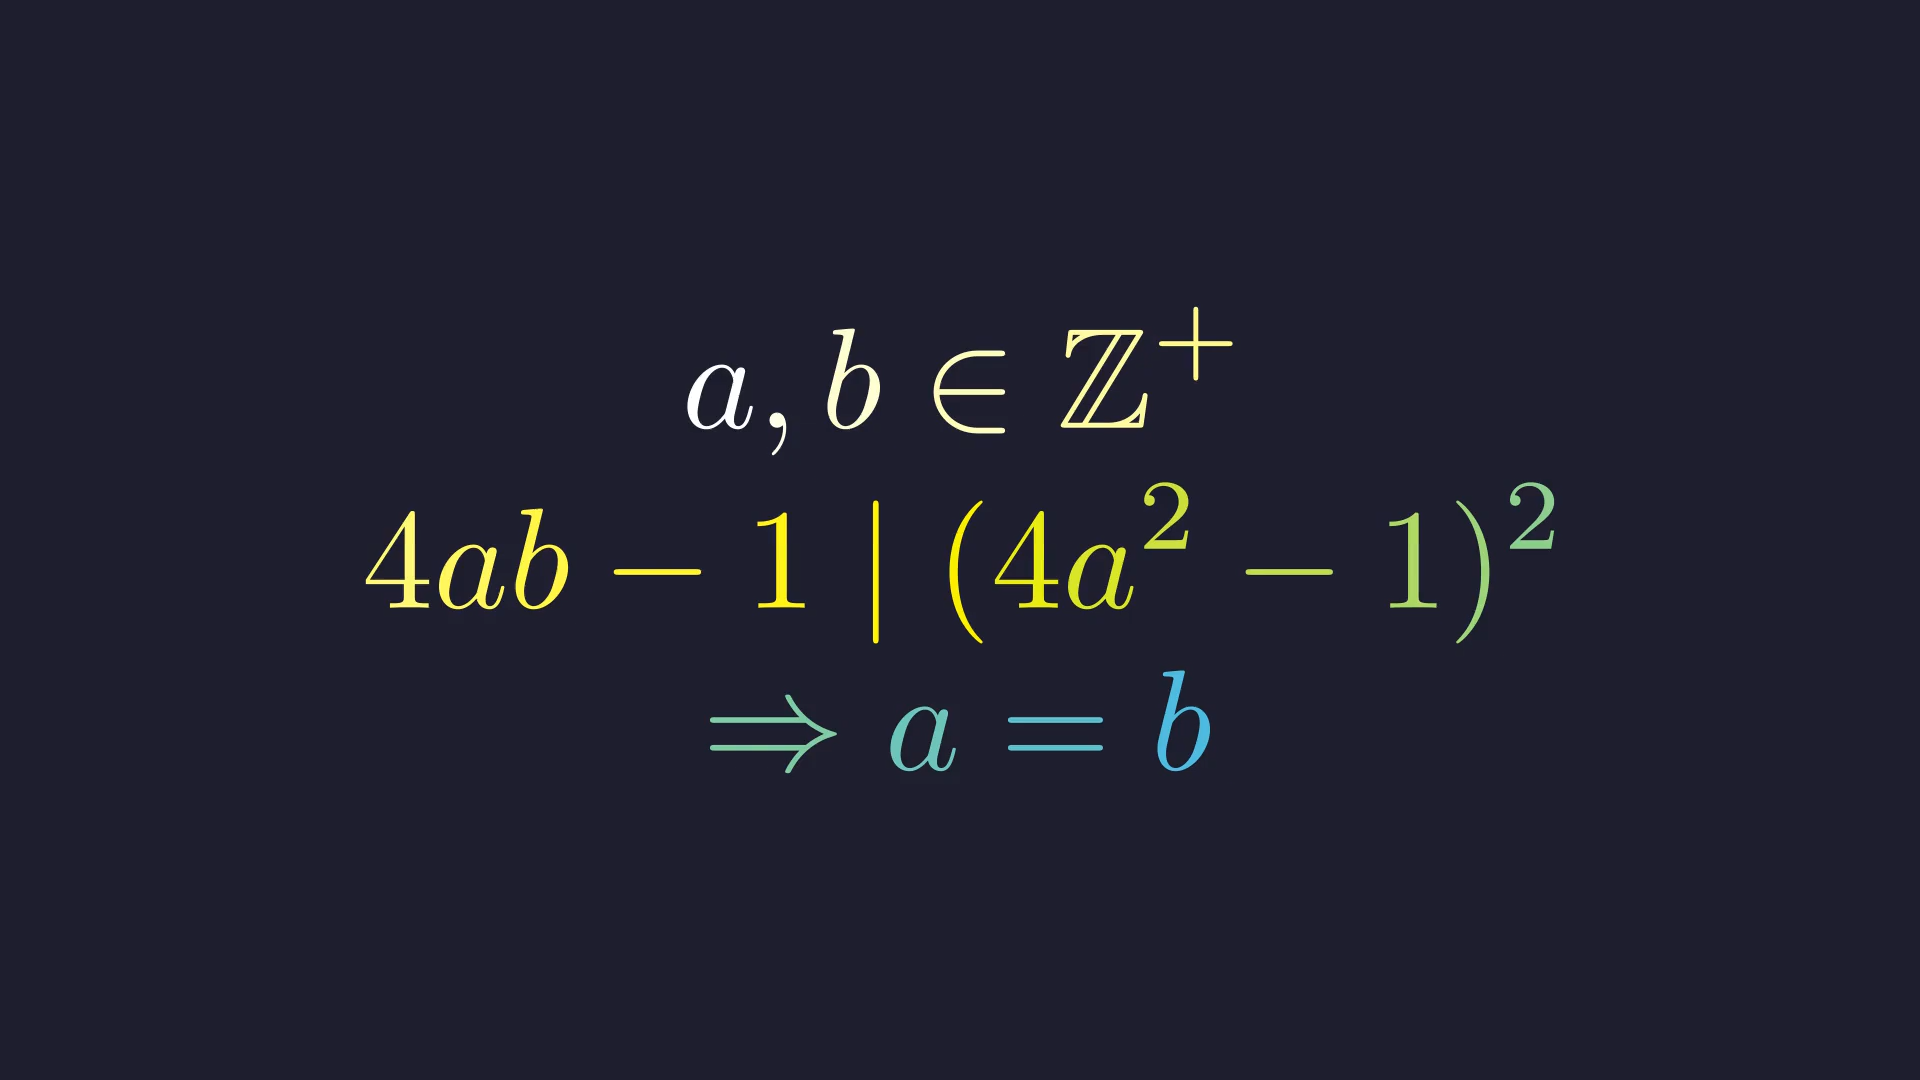 a, b ∈ ℤ⁺
4ab − 1 | (4a² − 1)²
⇒ a = b